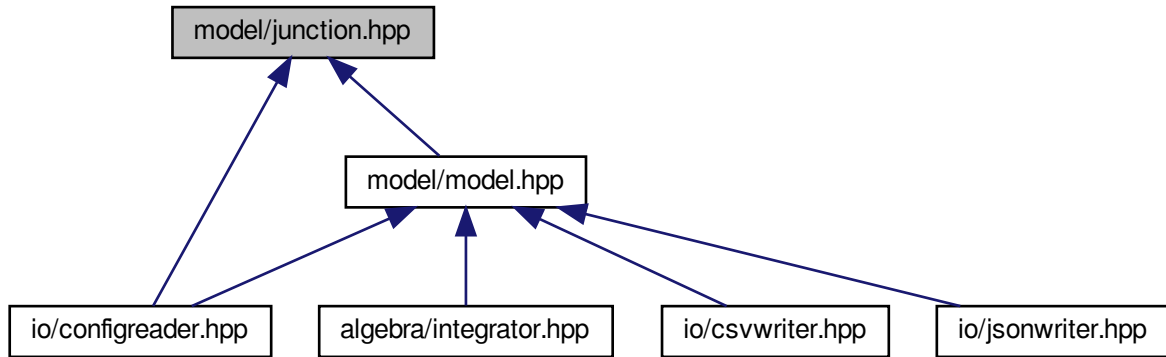 model/junction.hpp
model/model.hpp
io/configreader.hpp
algebra/integrator.hpp
io/csvwriter.hpp
io/jsonwriter.hpp